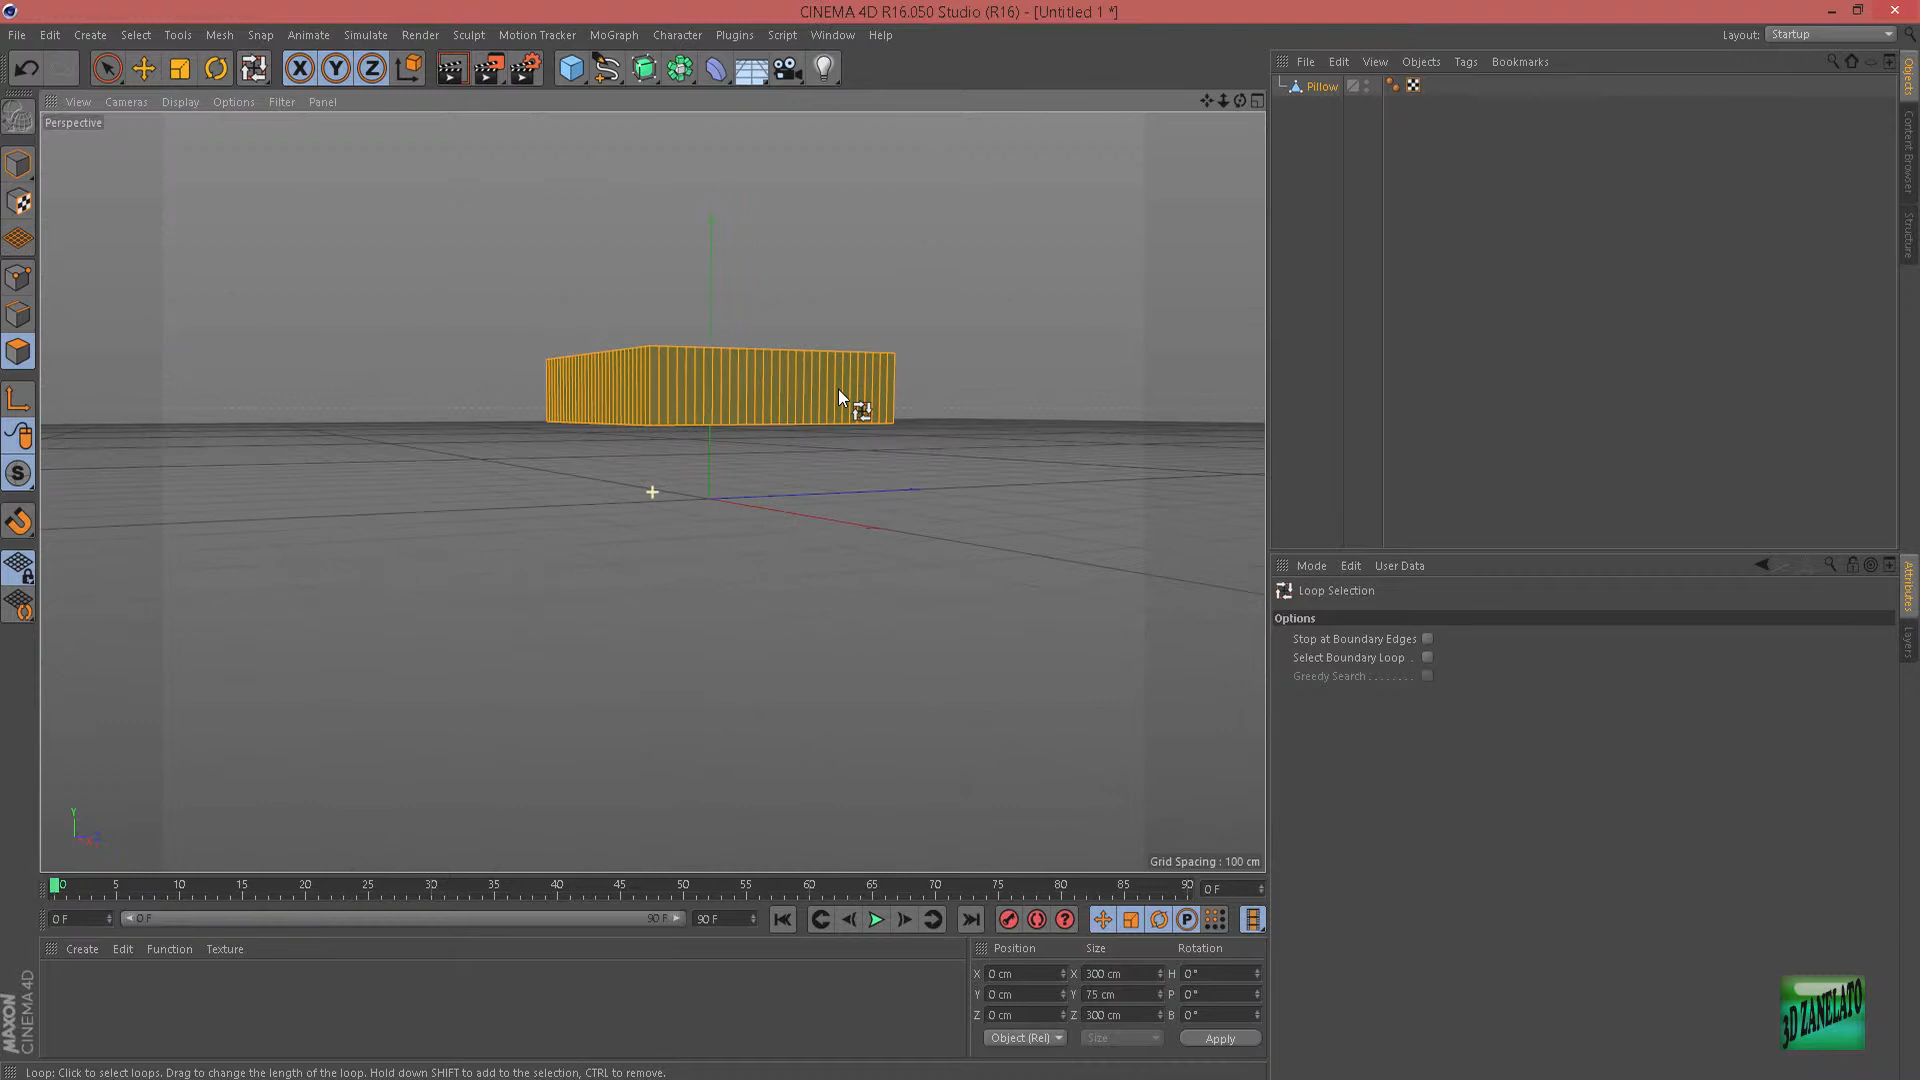 CINEMA 4D R16.050 Studio (R16) - [Untitled 1 *]
File Edit Create Select Tools Mesh Snap Animate Simulate Render Sculpt Motion Tracker MoGraph Character Plugins Script Window Help
Layout: Startup
File Edit View Objects Tags Bookmarks
Pillow
View Cameras Display Options Filter Panel
Perspective
Objects
Content Browser
Structure
Mode Edit User Data
Loop Selection
Options
Stop at Boundary Edges
Select Boundary Loop .
Greedy Search . . . . . . . .
Attributes
Layers
Y
Grid Spacing : 100 cm
0 5 10 15 20 25 30 35 40 45 50 55 60 65 70 75 80 85 90
0 F
0 F 0 F 90 F 90 F
P
Create Edit Function Texture
Position Size Rotation
X 0 cm X 300 cm H 0 °
Y 0 cm Y 75 cm P 0 °
Z 0 cm Z 300 cm B 0 °
Object (Rel) Size Apply
MAXON
CINEMA 4D
3D ZANELATO
Loop: Click to select loops. Drag to change the length of the loop. Hold down SHIFT to add to the selection, CTRL to remove.